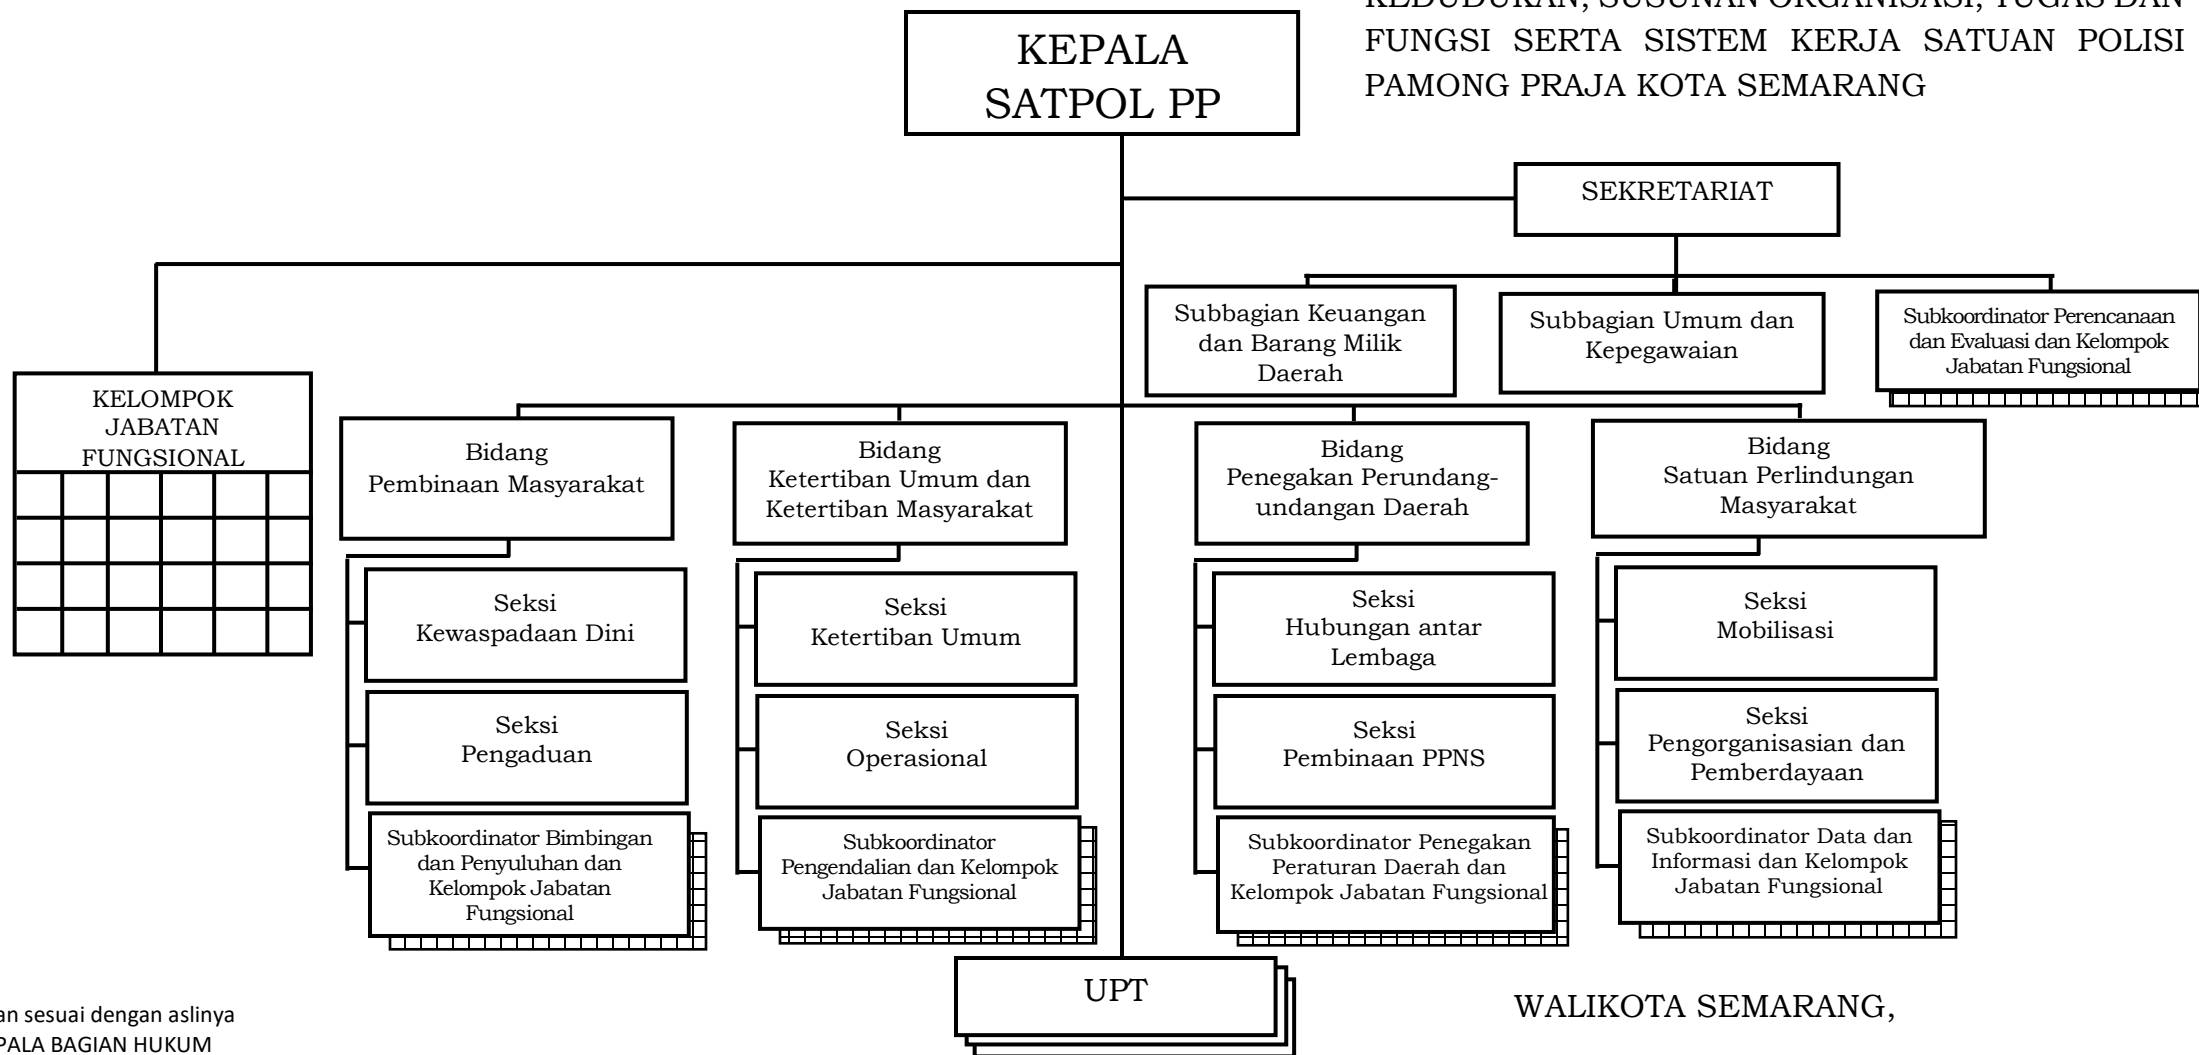 KEDUDUKAN, SUSUNAN ORGANISASI, TUGAS DAN
FUNGSI SERTA SISTEM KERJA SATUAN POLISI
PAMONG PRAJA KOTA SEMARANG
KEPALA
SATPOL PP
SEKRETARIAT
Subbagian Keuangan
dan Barang Milik
Daerah
Subbagian Umum dan
Kepegawaian
Subkoordinator Perencanaan
dan Evaluasi dan Kelompok
Jabatan Fungsional
KELOMPOK
JABATAN
FUNGSIONAL
Bidang
Pembinaan Masyarakat
Seksi
Kewaspadaan Dini
Seksi
Pengaduan
Subkoordinator Bimbingan
dan Penyuluhan dan
Kelompok Jabatan
Fungsional
Bidang
Ketertiban Umum dan
Ketertiban Masyarakat
Seksi
Ketertiban Umum
Seksi
Operasional
Subkoordinator
Pengendalian dan Kelompok
Jabatan Fungsional
Bidang
Penegakan Perundang-
undangan Daerah
Seksi
Hubungan antar
Lembaga
Seksi
Pembinaan PPNS
Subkoordinator Penegakan
Peraturan Daerah dan
Kelompok Jabatan Fungsional
Bidang
Satuan Perlindungan
Masyarakat
Seksi
Mobilisasi
Seksi
Pengorganisasian dan
Pemberdayaan
Subkoordinator Data dan
Informasi dan Kelompok
Jabatan Fungsional
UPT
WALIKOTA SEMARANG,
an sesuai dengan aslinya
PALA BAGIAN HUKUM